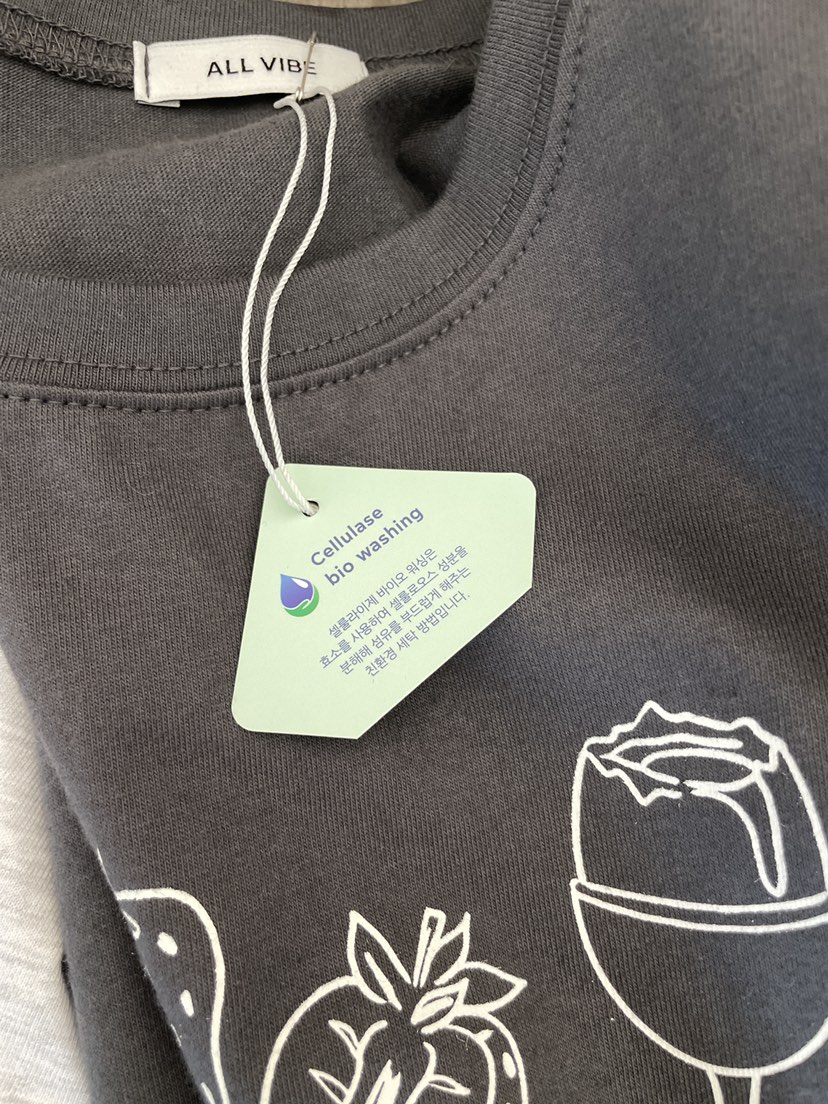 ALL VIBE
Cellulase
bio washing
셀룰라이제 바이오 워싱은
효소를 사용하여 셀룰로오스 성분을
분해해 섬유를 부드럽게 해주는
친환경 세탁 방법입니다.